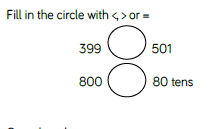 Fill in the circle with <, > or =
399 501
800 80 tens